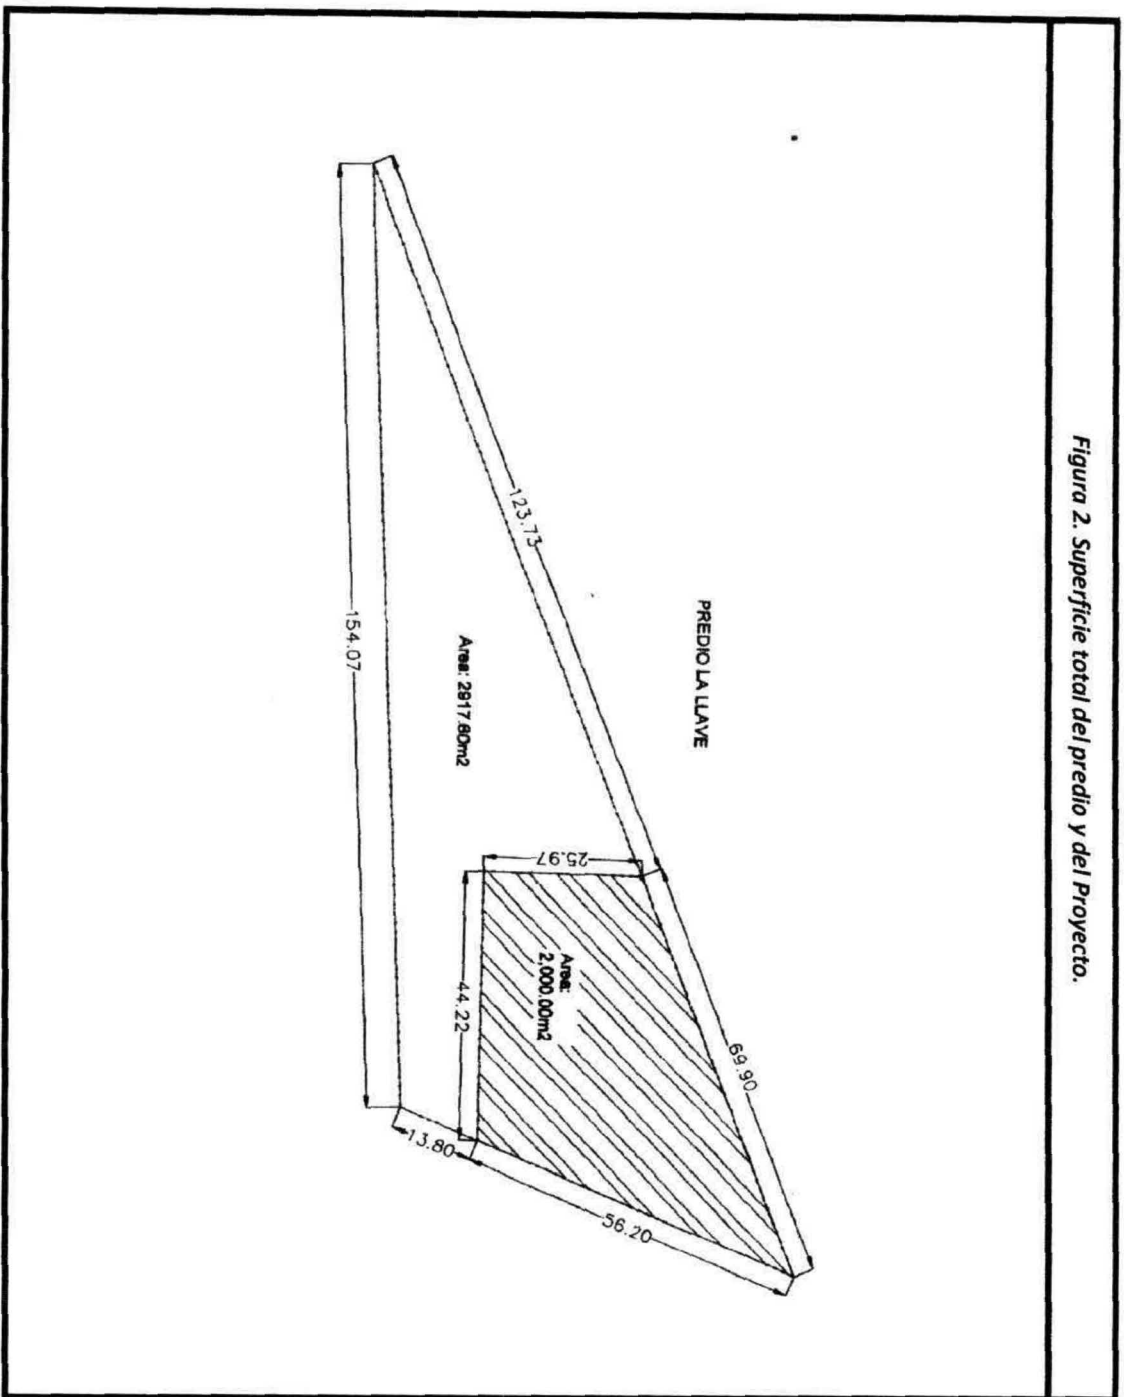 Figura 2. Superficie total del predio y del Proyecto.
PREDIO LA LLAVE
123.73
69.90
25.97
Area:
2,000.00m2
Area: 2917.80m2
44.22
56.20
13.80
154.07